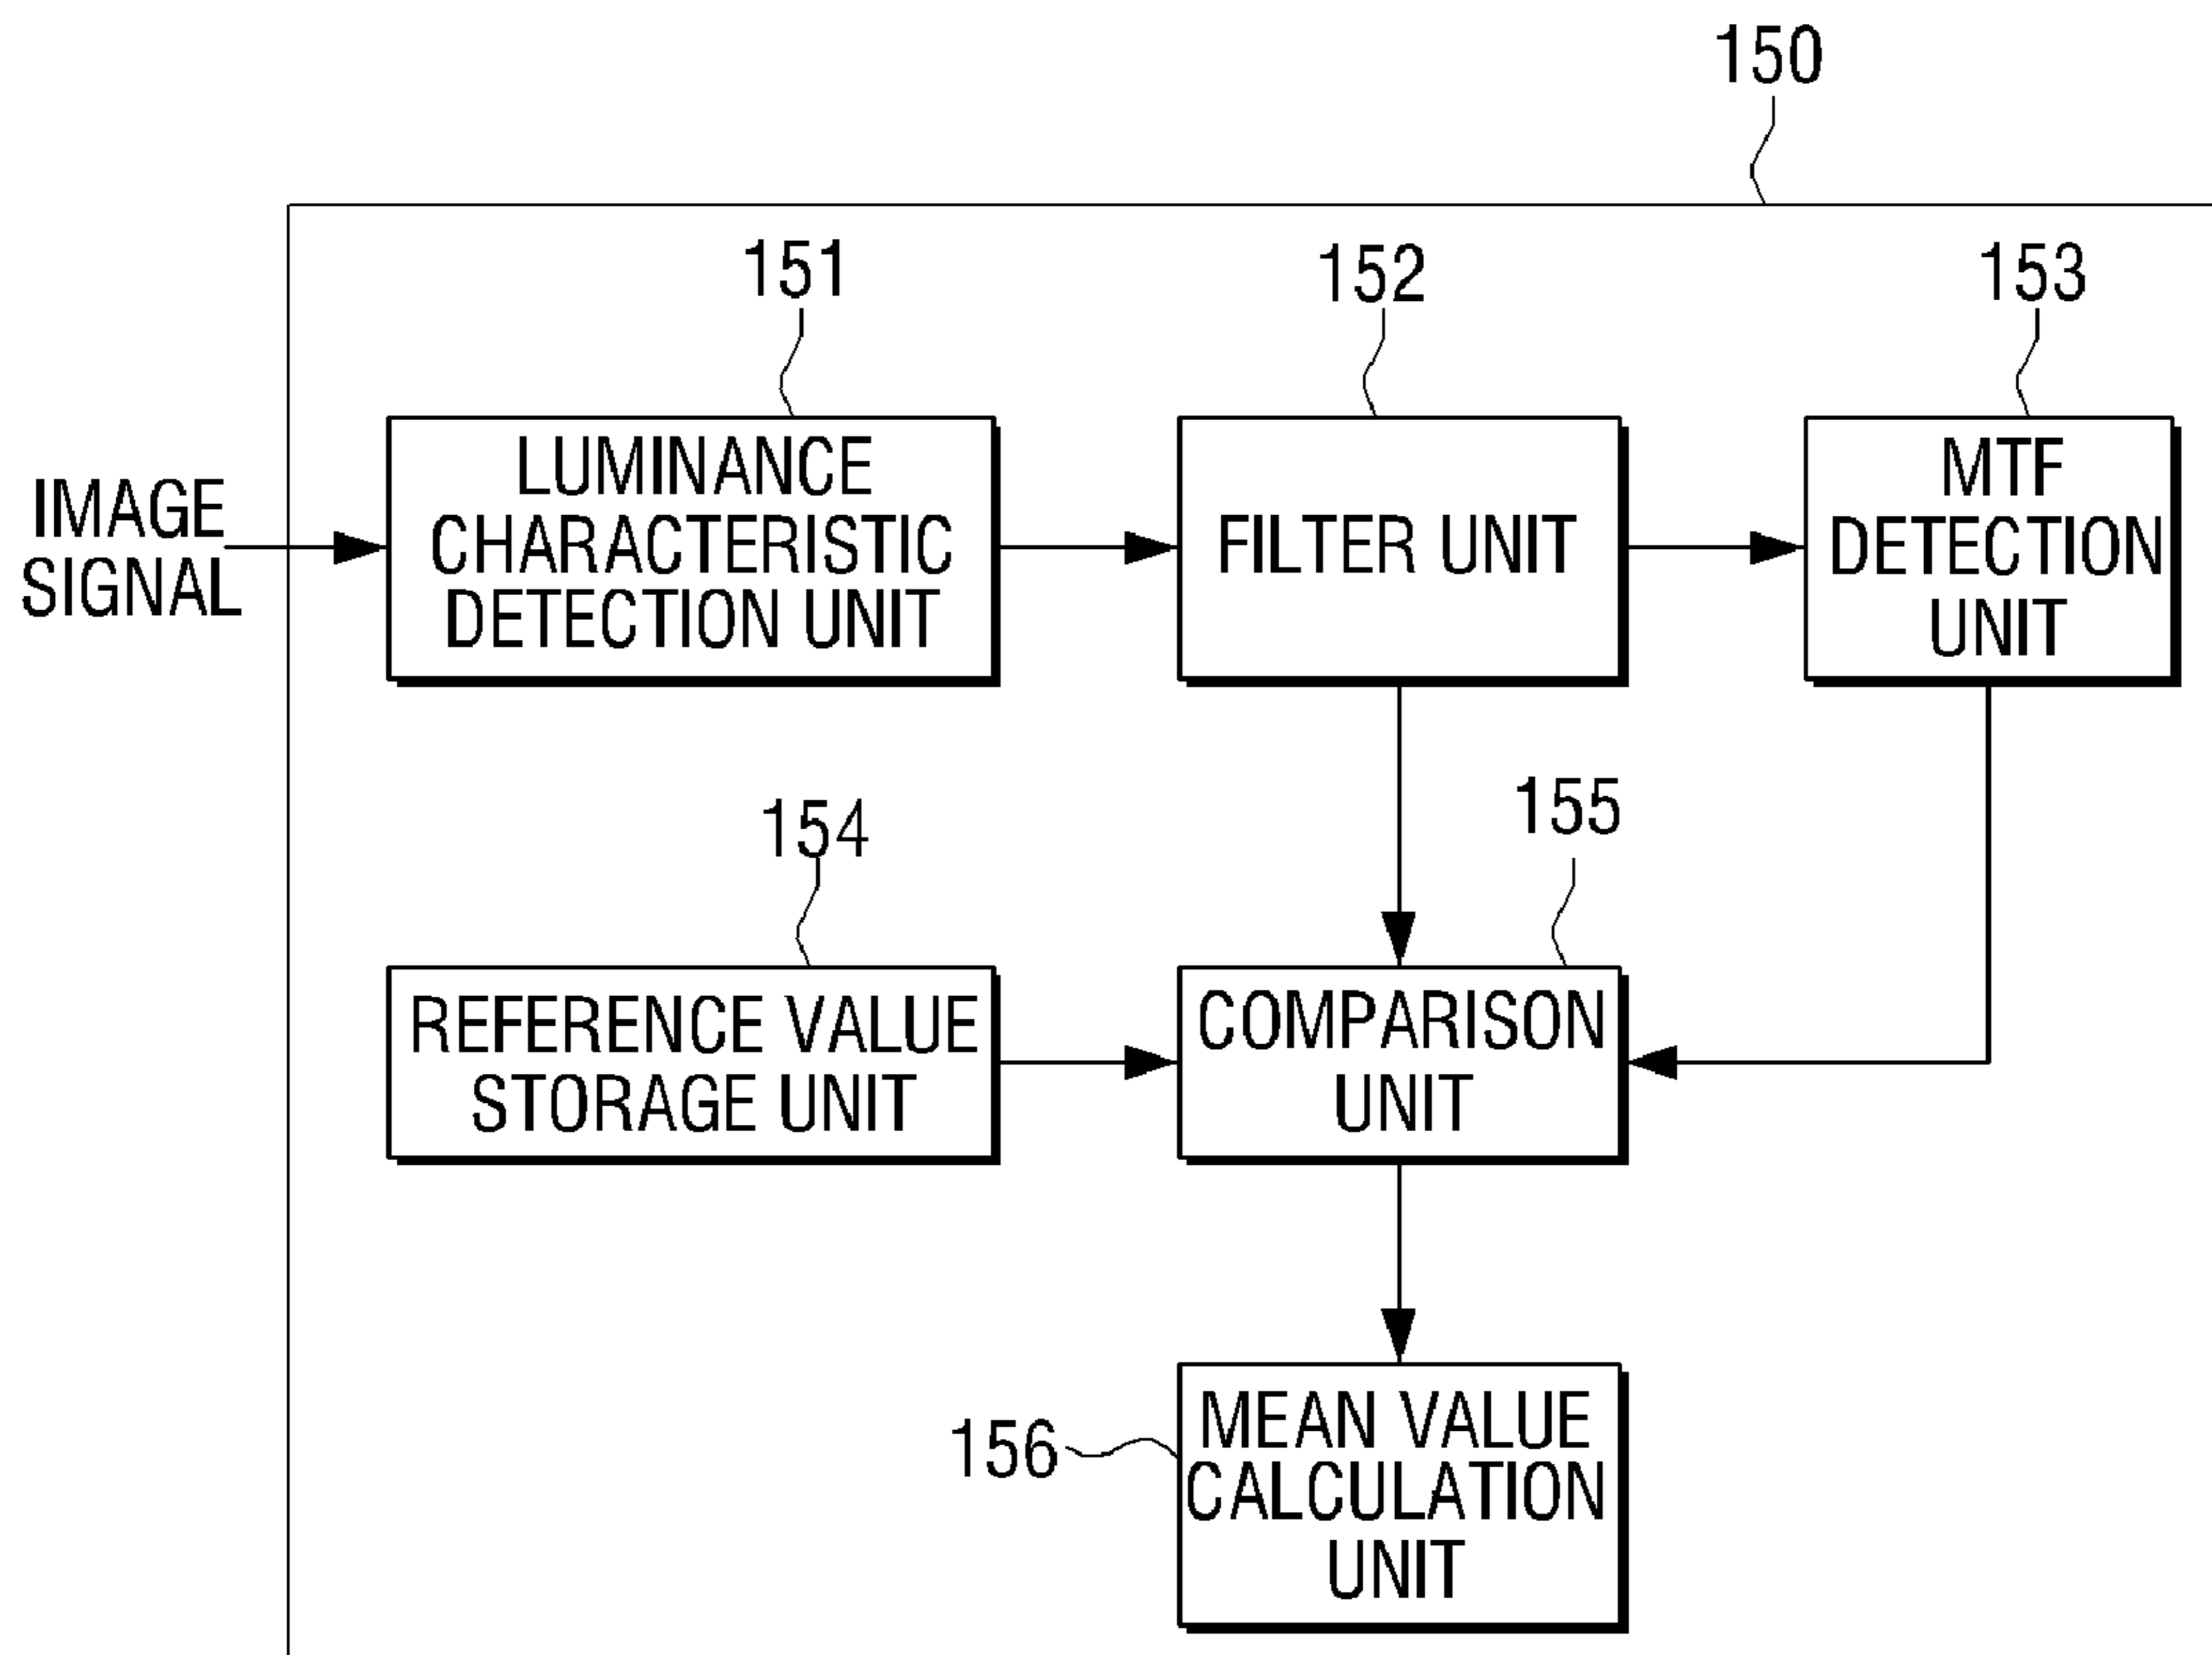 150
151
152
153
IMAGE
SIGNAL
LUMINANCE
CHARACTERISTIC
DETECTION UNIT
FILTER UNIT
MTF
DETECTION
UNIT
154
155
REFERENCE VALUE
STORAGE UNIT
COMPARISON
UNIT
156
MEAN VALUE
CALCULATION
UNIT